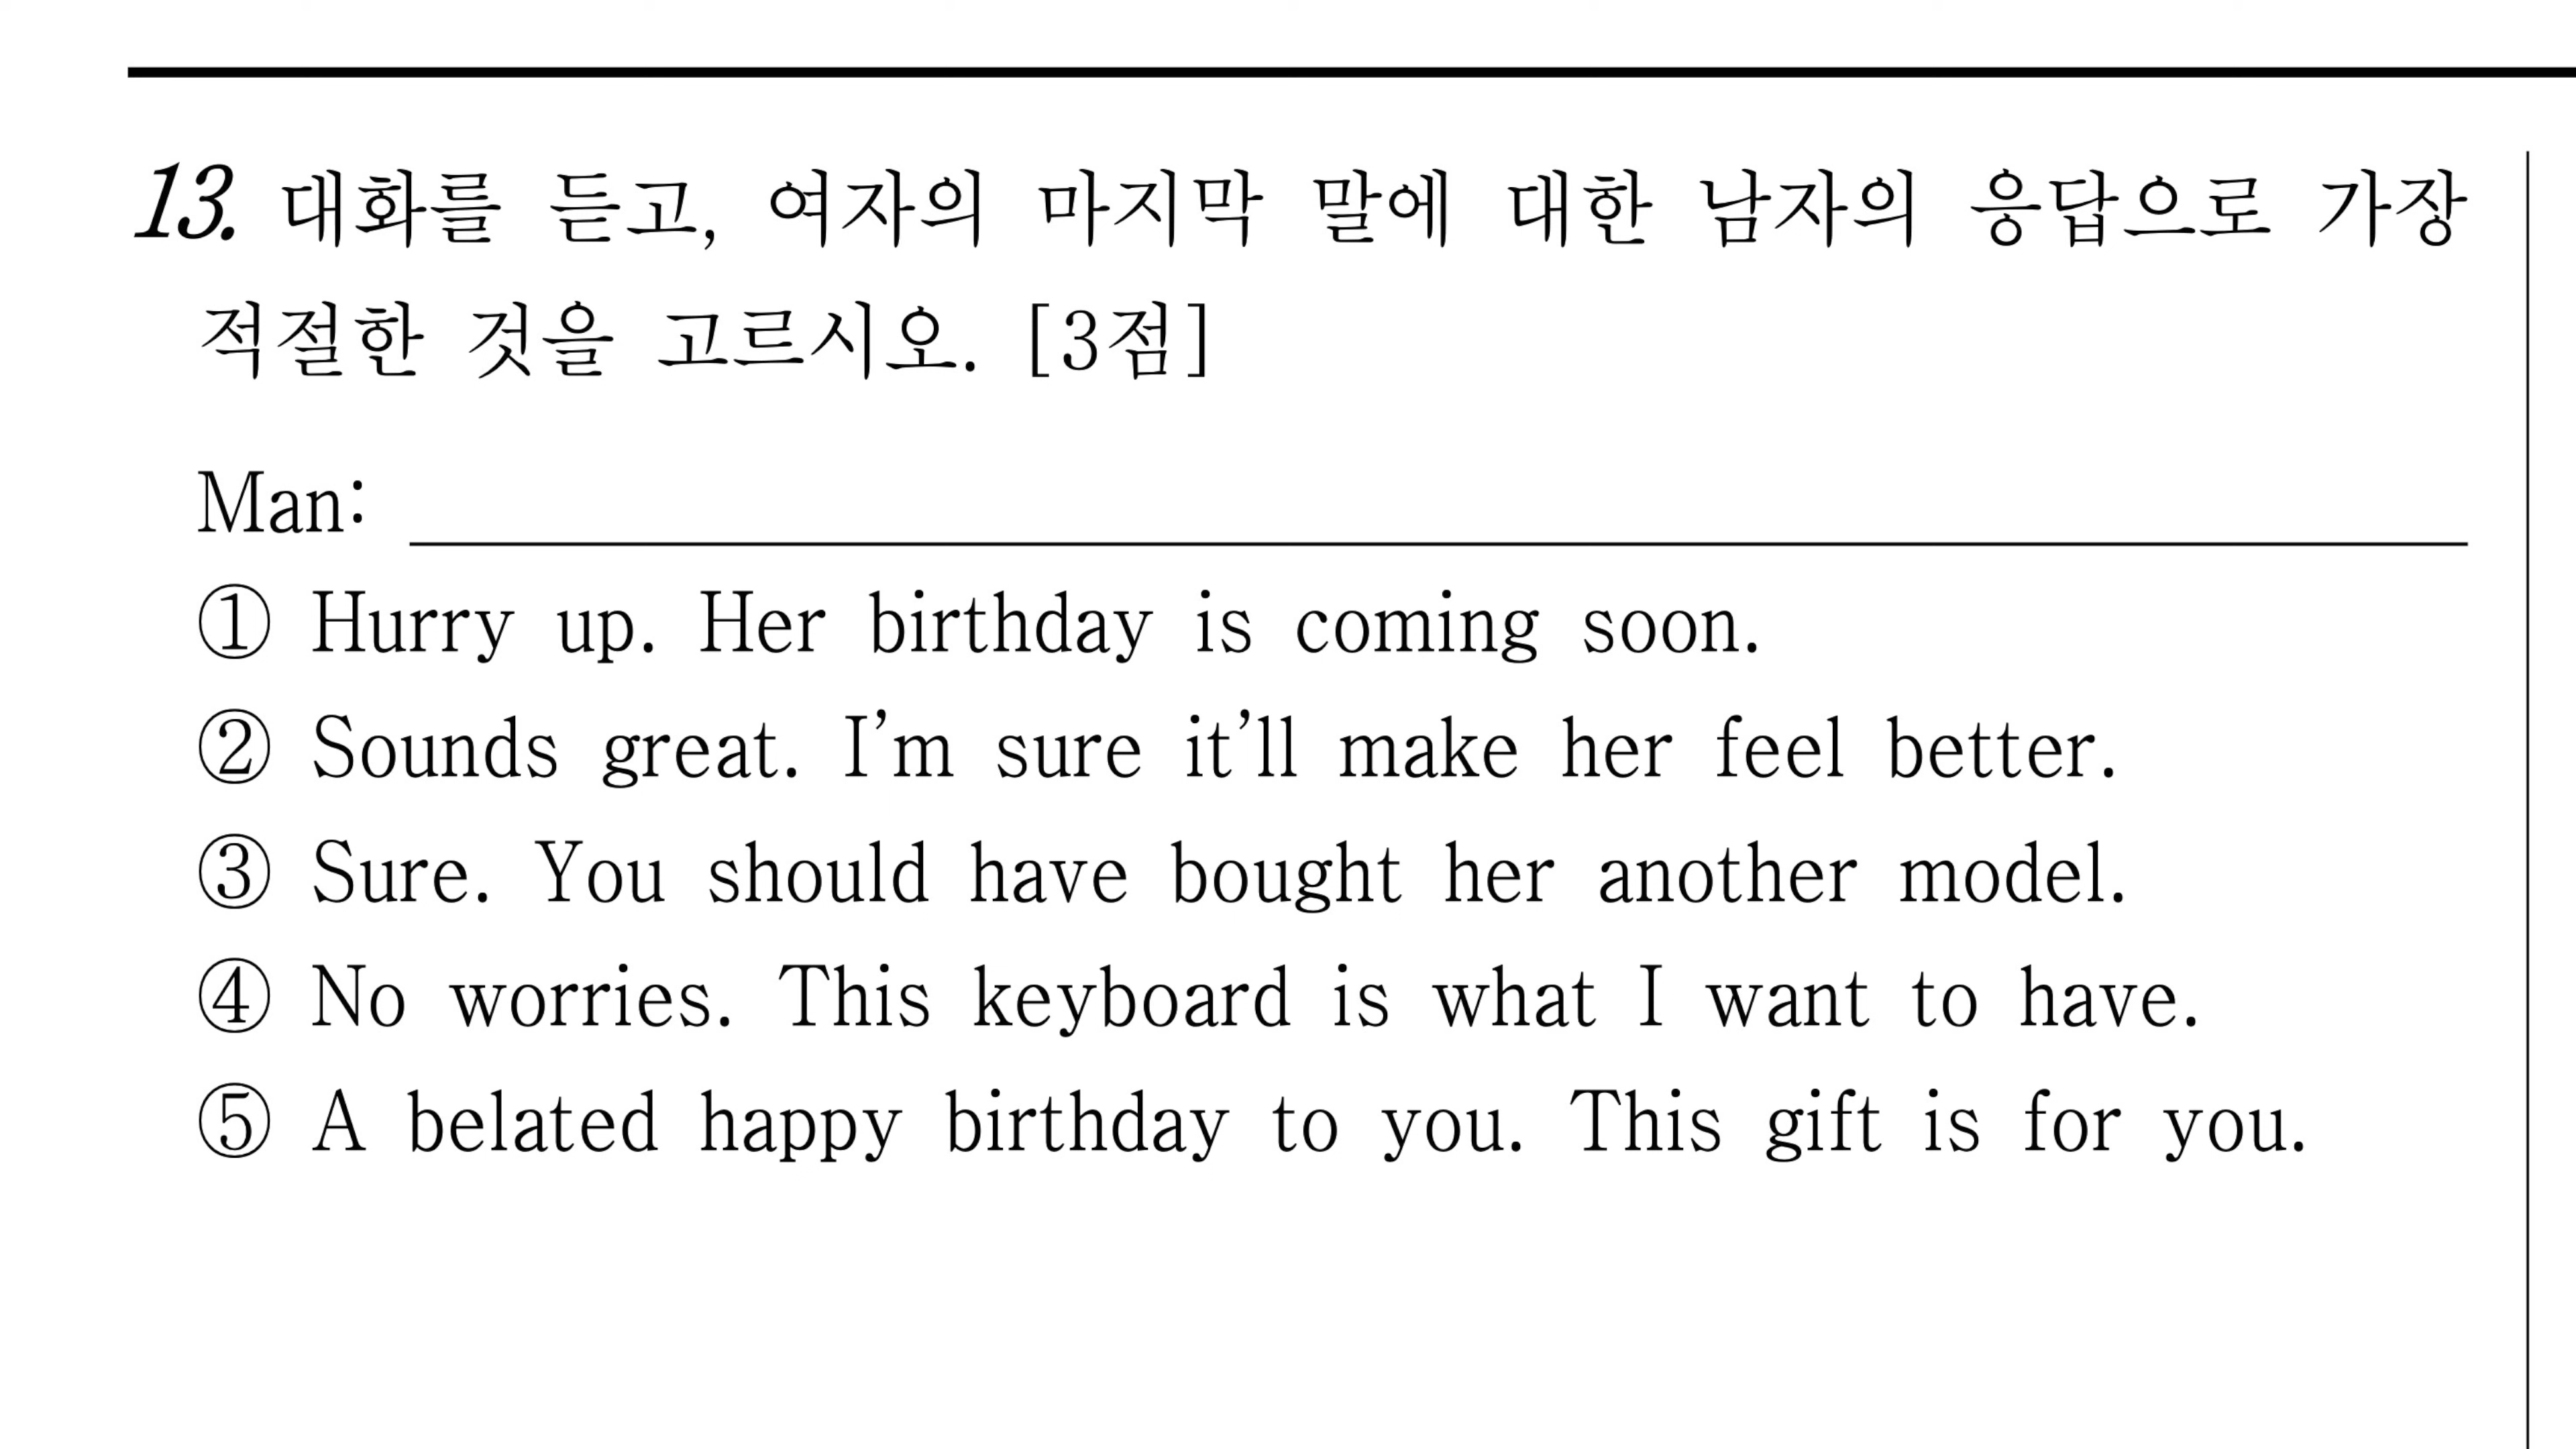 13. 대화를 듣고, 여자의 마지막 말에 대한 남자의 응답으로 가장
적절한 것을 고르시오. [3점]
Man:
① Hurry up. Her birthday is coming soon.
② Sounds great. I’m sure it’ll make her feel better.
③ Sure. You should have bought her another model.
④ No worries. This keyboard is what I want to have.
⑤ A belated happy birthday to you. This gift is for you.